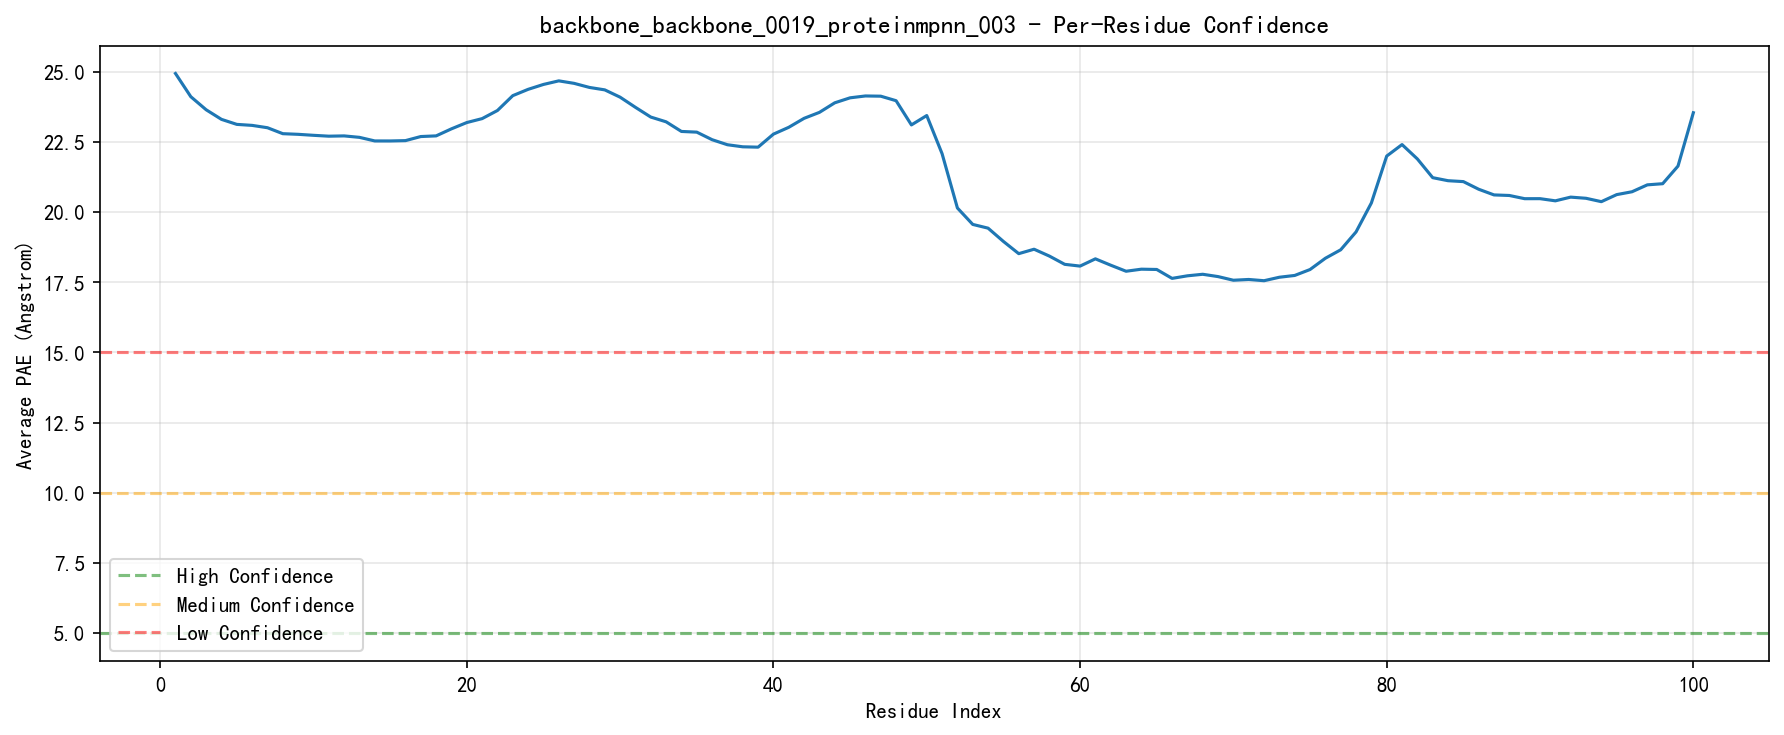 backbone_backbone_0019_proteinmpnn_003 - Per-Residue Confidence
Average PAE (Angstrom)
25.0
22.5
20.0
17.5
15.0
12.5
10.0
7.5
5.0
High Confidence
Medium Confidence
Low Confidence
0 20 40 60 80 100
Residue Index